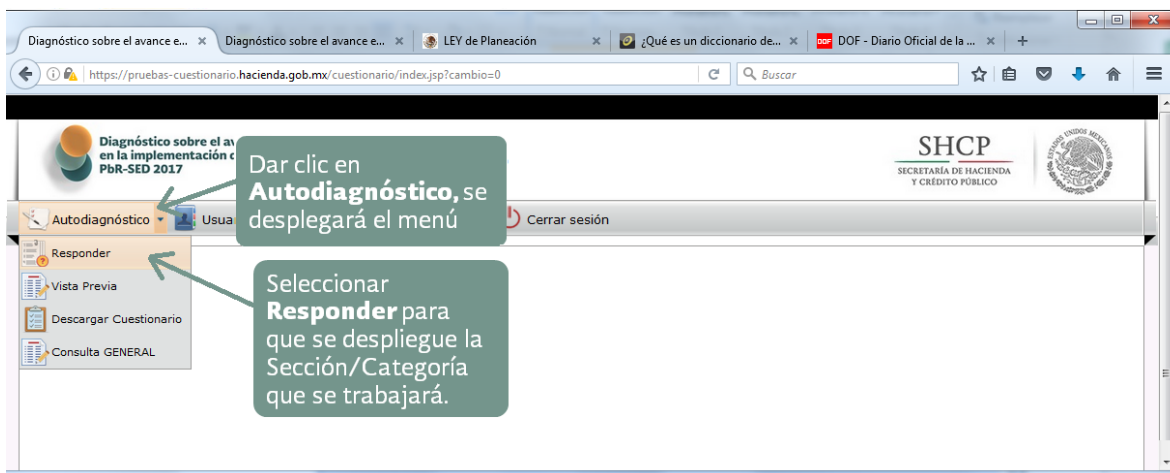 Diagnóstico sobre el avance e...
Diagnóstico sobre el avance e...
LEY de Planeación
¿Qué es un diccionario de...
DOF - Diario Oficial de la ...
https://pruebas-cuestionario.hacienda.gob.mx/cuestionario/index.jsp?cambio=0
Buscar
Diagnóstico sobre el av
en la implementación
PbR-SED 2017
SHCP
SECRETARÍA DE HACIENDA
Y CRÉDITO PÚBLICO
ESTADOS UNIDOS MEXICANOS
Dar clic en
Autodiagnóstico, se
desplegará el menú
Autodiagnóstico
Usua
Cerrar sesión
Responder
Vista Previa
Descargar Cuestionario
Consulta GENERAL
Seleccionar
Responder para
que se despliegue la
Sección/Categoría
que se trabajará.